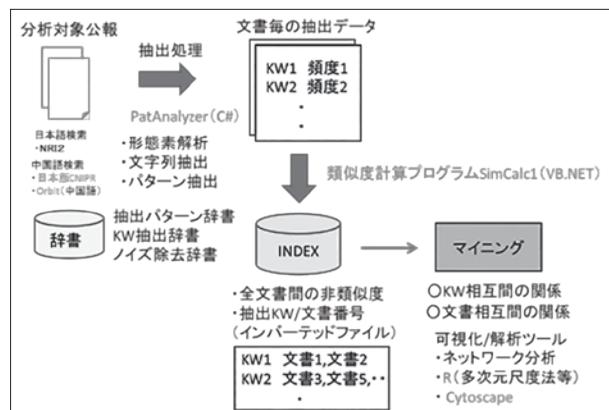 分析対象公報
抽出処理
文書毎の抽出データ
KW1 頻度1
KW2 頻度2
・
・
・
PatAnalyzer(C#)
・形態素解析
・文字列抽出
・パターン抽出
日本語検索
・NRI2
中国語検索
・日本版CNIPR
・Orbit(中国語)
類似度計算プログラムSimCalc1(VB.NET)
辞書
抽出パターン辞書
KW抽出辞書
ノイズ除去辞書
INDEX
マイニング
・全文書間の非類似度
・抽出KW/文書番号
(インバーテッドファイル)
KW1 文書1,文書2
KW2 文書3,文書5,・・
・
〇KW相互間の関係
〇文書相互間の関係
可視化/解析ツール
・ネットワーク分析
・R(多次元尺度法等)
・Cytoscape